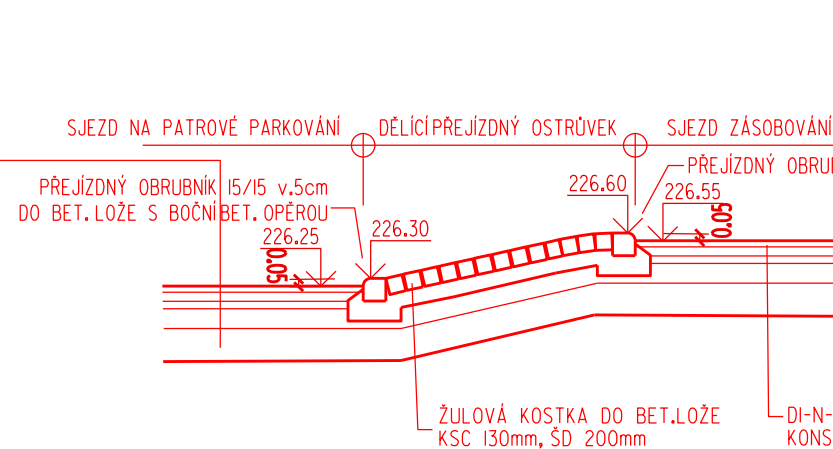 SJEZD NA PATROVÉ PARKOVÁNÍ
DĚLÍCÍ PŘEJÍZDNÝ OSTRŮVEK
SJEZD ZÁSOBOVÁNÍ
PŘEJÍZDNÝ OBRUBNÍK 15/15 v.5cm
DO BET.LOŽE S BOČNÍ BET.OPĚROU
226.25
0.05
226.30
226.60
PŘEJÍZDNÝ OBRU
226.55
0.05
ŽULOVÁ KOSTKA DO BET.LOŽE
KSC 130mm, ŠD 200mm
DI-N-
KONS